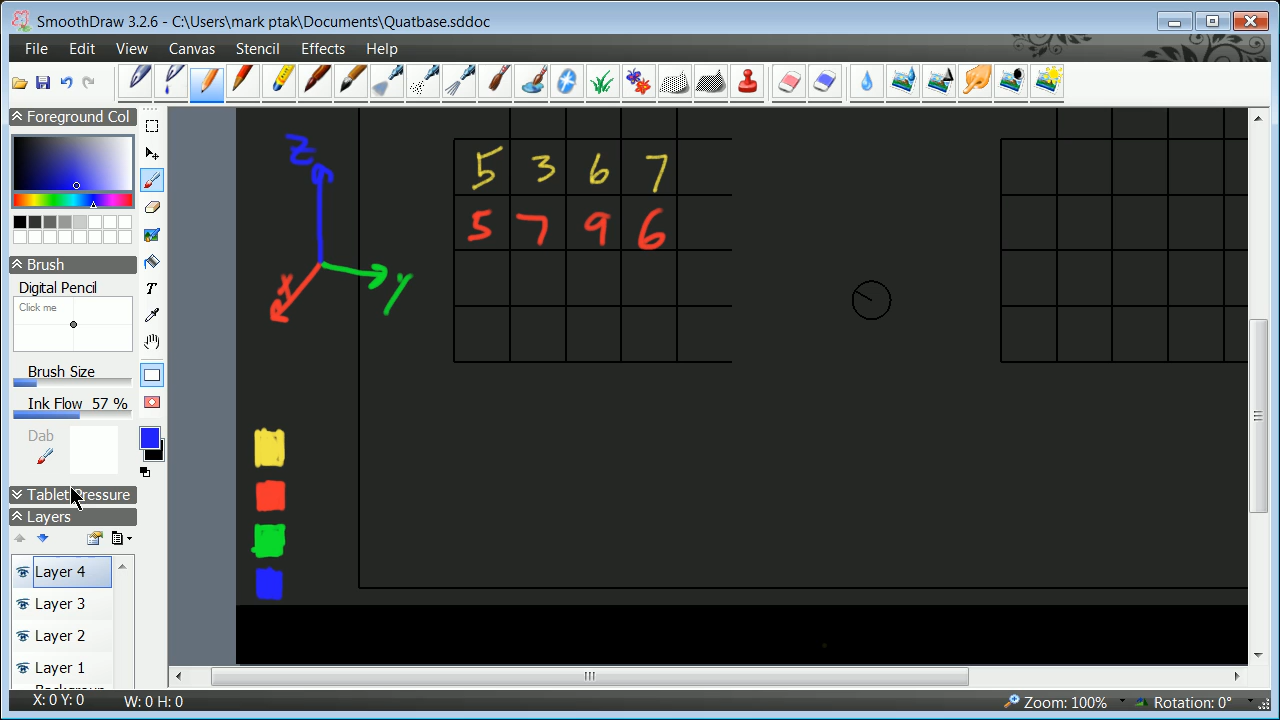 SmoothDraw 3.2.6 - C:\Users\mark ptak\Documents\Quatbase.sddoc
File Edit View Canvas Stencil Effects Help
Foreground Col
Brush
Digital Pencil
Click me
Brush Size
Ink Flow 57 %
Dab
Tablet Pressure
Layers
Layer 4
Layer 3
Layer 2
Layer 1
Z
X
Y
5 3 6 7
5 7 9 6
T
X: 0 Y: 0 W: 0 H: 0 Zoom: 100% Rotation: 0°